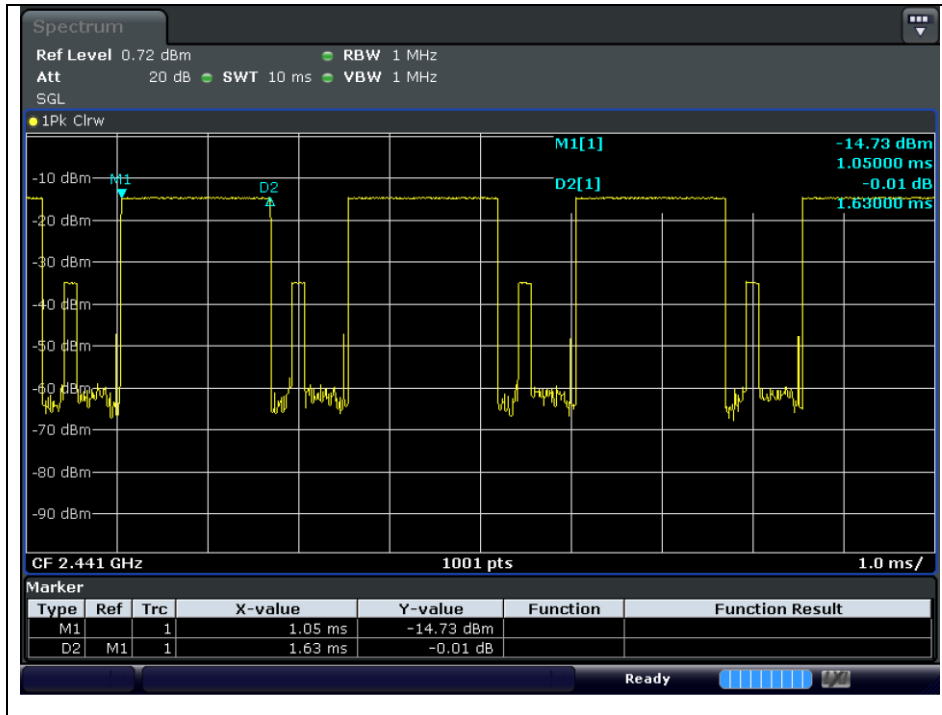 Spectrum
Ref Level 0.72 dBm RBW 1 MHz
Att 20 dB SWT 10 ms VBW 1 MHz
SGL
1Pk Clrw
M1[1] -14.73 dBm
1.05000 ms
-10 dBm M1 D2 D2[1] -0.01 dB
1.63000 ms
-20 dBm
-30 dBm
-40 dBm
-50 dBm
-60 dBm
-70 dBm
-80 dBm
-90 dBm
CF 2.441 GHz 1001 pts 1.0 ms/
Marker
Type Ref Trc X-value Y-value Function Function Result
M1 1 1.05 ms -14.73 dBm
D2 M1 1 1.63 ms -0.01 dB
Ready